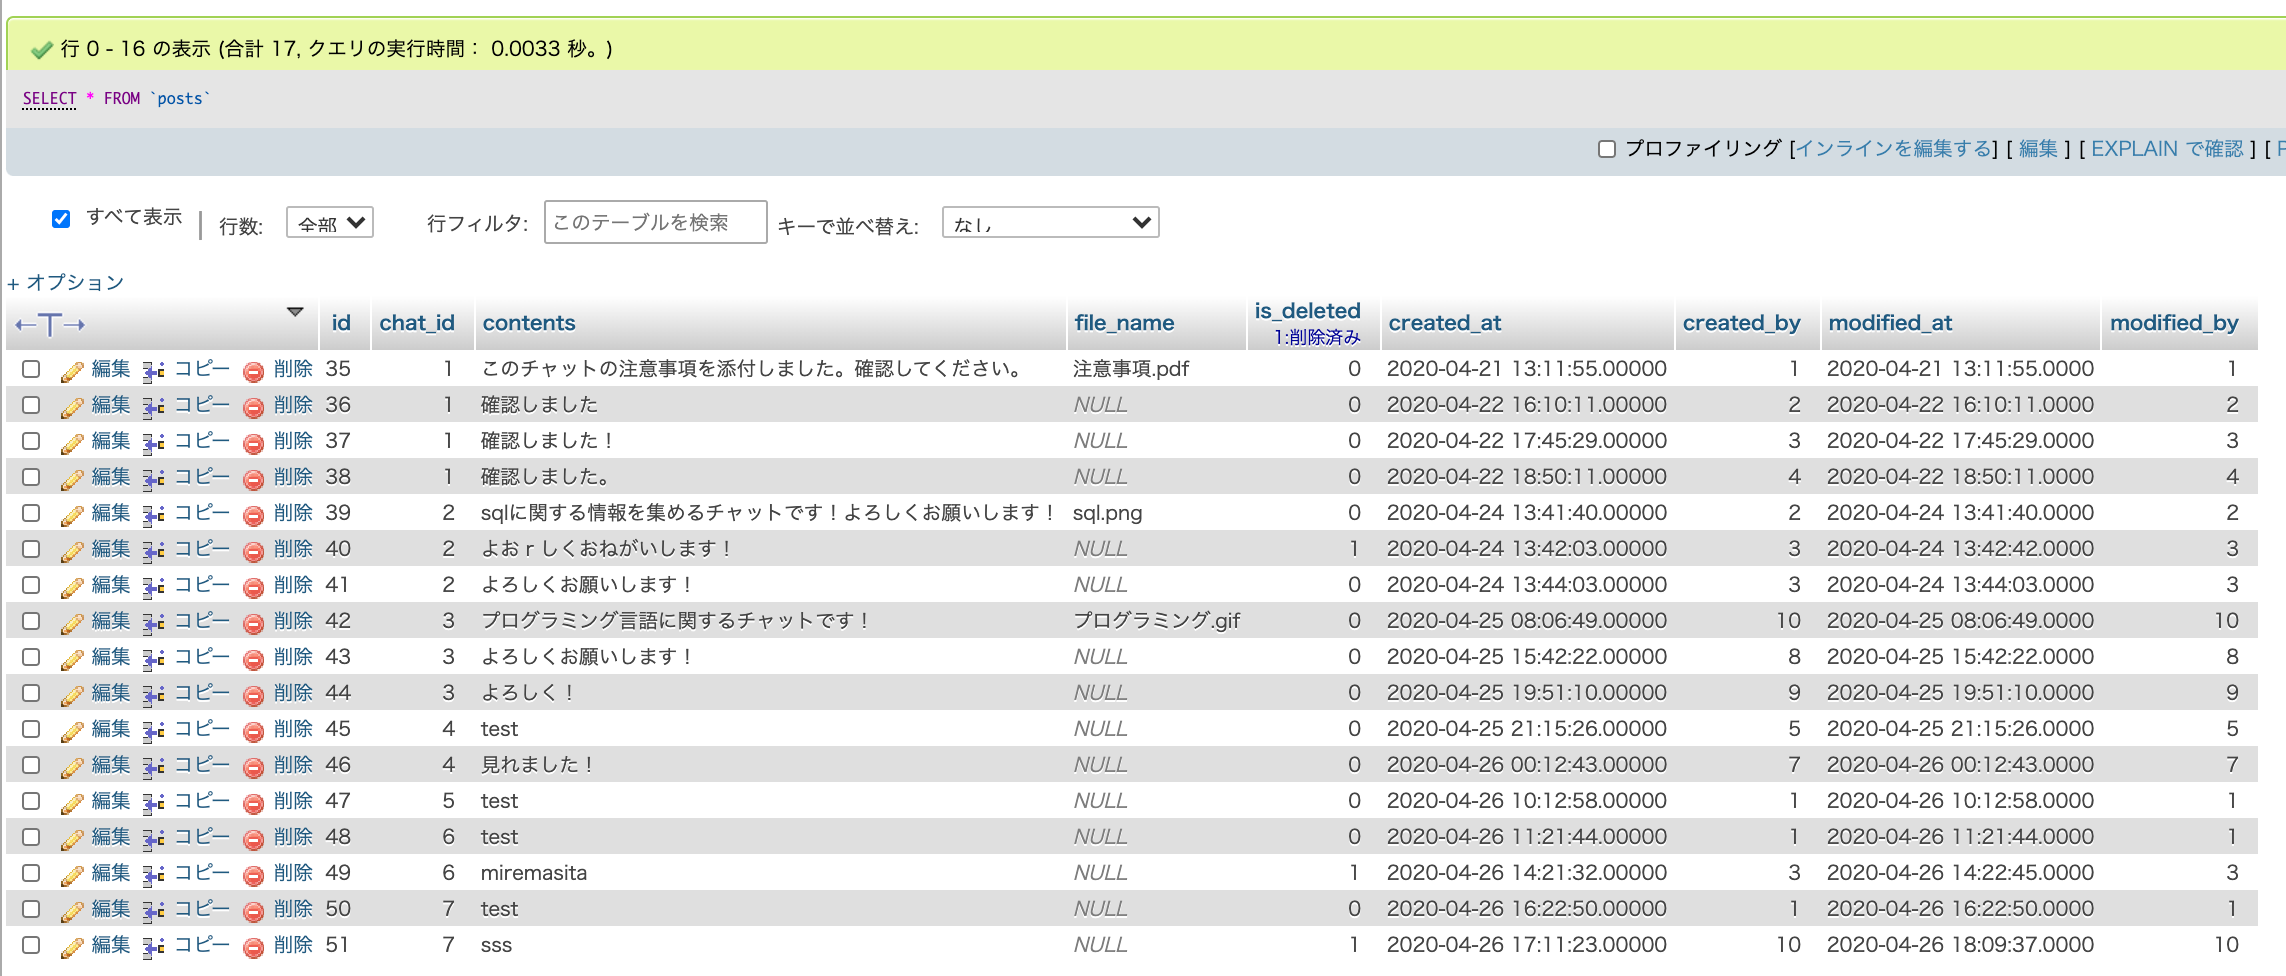 行 0 - 16 の表示 (合計 17, クエリの実行時間： 0.0033 秒。)
SELECT * FROM `posts`
プロファイリング [インラインを編集する] [ 編集 ] [ EXPLAIN で確認 ] [
すべて表示 | 行数: 全部 行フィルタ: このテーブルを検索 キーで並べ替え: なし
+ オプション
←T→ id chat_id contents file_name is_deleted 1:削除済み created_at created_by modified_at modified_by
編集 コピー 削除 35 1 このチャットの注意事項を添付しました。確認してください。 注意事項.pdf 0 2020-04-21 13:11:55.00000 1 2020-04-21 13:11:55.0000 1
編集 コピー 削除 36 1 確認しました NULL 0 2020-04-22 16:10:11.00000 2 2020-04-22 16:10:11.0000 2
編集 コピー 削除 37 1 確認しました！ NULL 0 2020-04-22 17:45:29.00000 3 2020-04-22 17:45:29.0000 3
編集 コピー 削除 38 1 確認しました。 NULL 0 2020-04-22 18:50:11.00000 4 2020-04-22 18:50:11.0000 4
編集 コピー 削除 39 2 sqlに関する情報を集めるチャットです！よろしくお願いします！ sql.png 0 2020-04-24 13:41:40.00000 2 2020-04-24 13:41:40.0000 2
編集 コピー 削除 40 2 よおｒしくおねがいします！ NULL 1 2020-04-24 13:42:03.00000 3 2020-04-24 13:42:42.0000 3
編集 コピー 削除 41 2 よろしくお願いします！ NULL 0 2020-04-24 13:44:03.00000 3 2020-04-24 13:44:03.0000 3
編集 コピー 削除 42 3 プログラミング言語に関するチャットです！ プログラミング.gif 0 2020-04-25 08:06:49.00000 10 2020-04-25 08:06:49.0000 10
編集 コピー 削除 43 3 よろしくお願いします！ NULL 0 2020-04-25 15:42:22.00000 8 2020-04-25 15:42:22.0000 8
編集 コピー 削除 44 3 よろしく！ NULL 0 2020-04-25 19:51:10.00000 9 2020-04-25 19:51:10.0000 9
編集 コピー 削除 45 4 test NULL 0 2020-04-25 21:15:26.00000 5 2020-04-25 21:15:26.0000 5
編集 コピー 削除 46 4 見れました！ NULL 0 2020-04-26 00:12:43.00000 7 2020-04-26 00:12:43.0000 7
編集 コピー 削除 47 5 test NULL 0 2020-04-26 10:12:58.00000 1 2020-04-26 10:12:58.0000 1
編集 コピー 削除 48 6 test NULL 0 2020-04-26 11:21:44.00000 1 2020-04-26 11:21:44.0000 1
編集 コピー 削除 49 6 miremasita NULL 1 2020-04-26 14:21:32.00000 3 2020-04-26 14:22:45.0000 3
編集 コピー 削除 50 7 test NULL 0 2020-04-26 16:22:50.00000 1 2020-04-26 16:22:50.0000 1
編集 コピー 削除 51 7 sss NULL 1 2020-04-26 17:11:23.00000 10 2020-04-26 18:09:37.0000 10